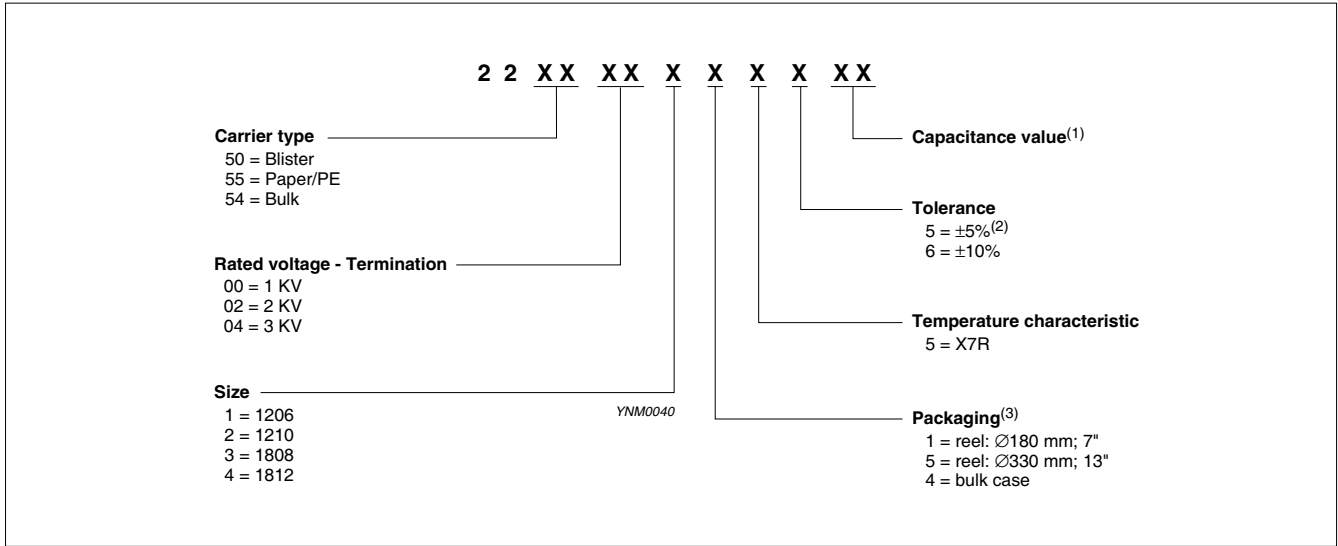 2 2 X X X X X X X X X X
Carrier type
50 = Blister
55 = Paper/PE
54 = Bulk
Rated voltage - Termination
00 = 1 KV
02 = 2 KV
04 = 3 KV
Size
1 = 1206
2 = 1210
3 = 1808
4 = 1812
YNM0040
Capacitance value(1)
Tolerance
5 = ±5%(2)
6 = ±10%
Temperature characteristic
5 = X7R
Packaging(3)
1 = reel: ∅180 mm; 7"
5 = reel: ∅330 mm; 13"
4 = bulk case